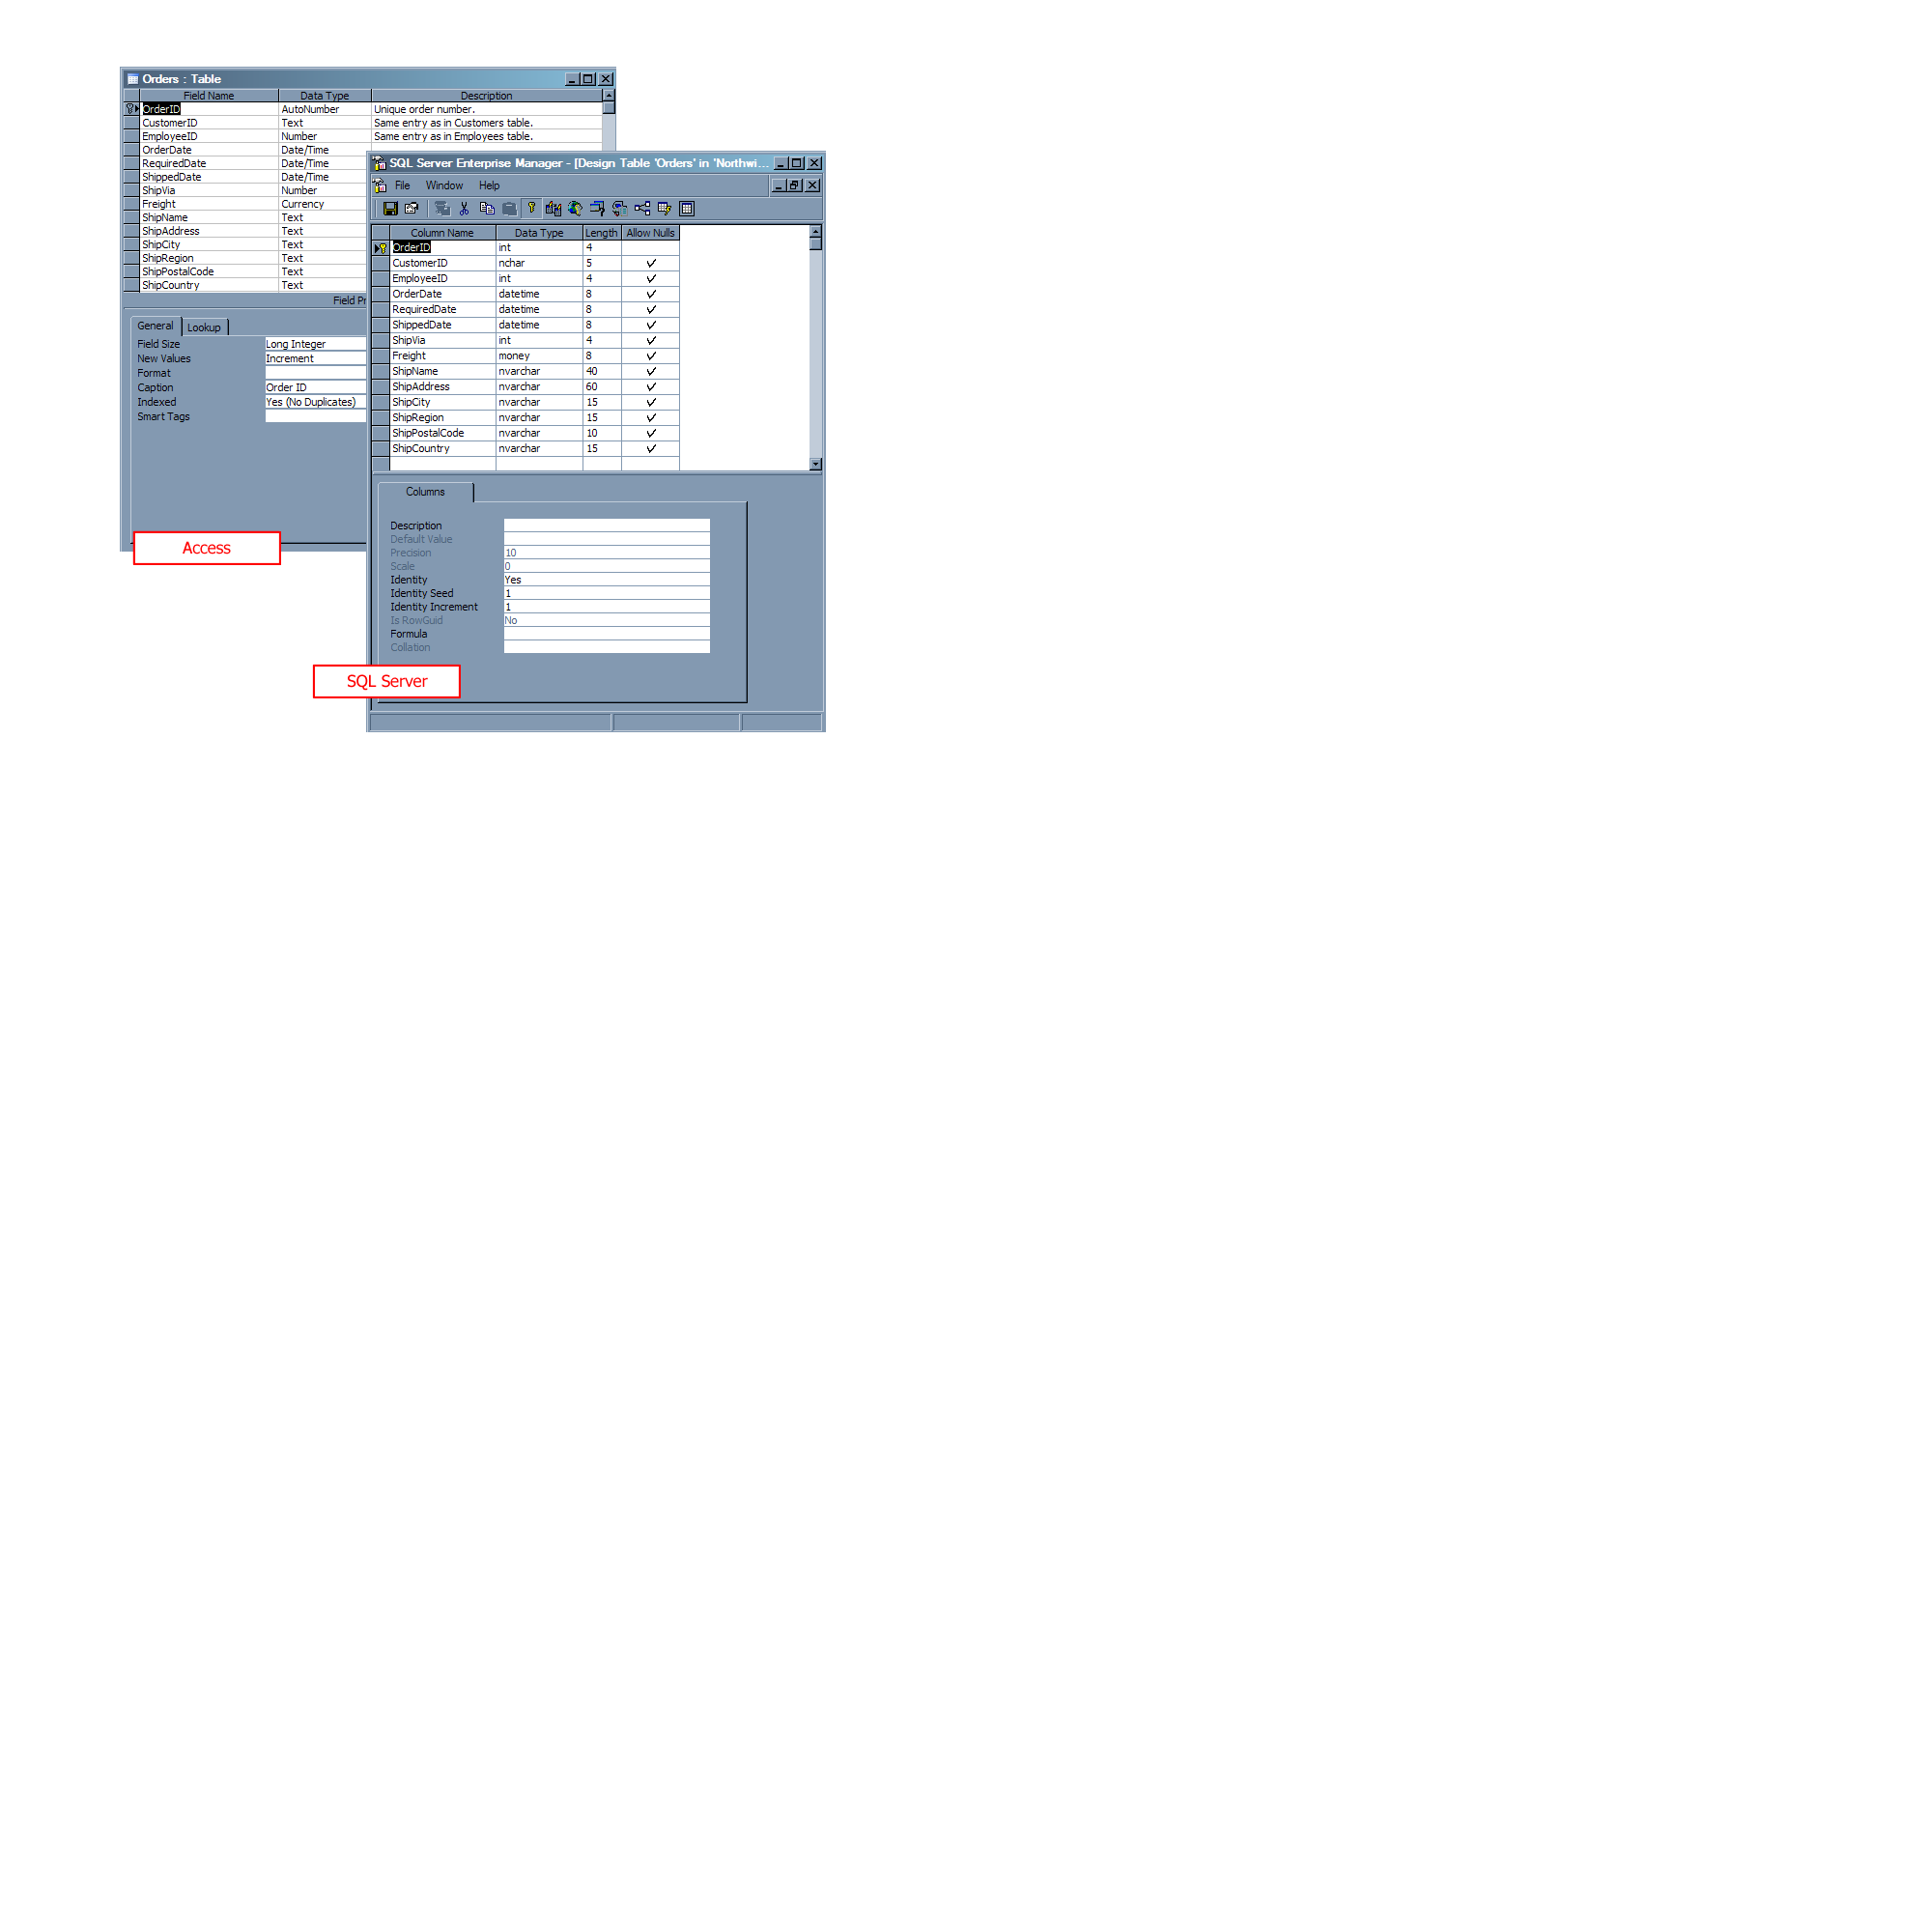 Orders : Table
Field Name Data Type Description
OrderID AutoNumber Unique order number.
CustomerID Text Same entry as in Customers table.
EmployeeID Number Same entry as in Employees table.
OrderDate Date/Time
RequiredDate Date/Time
ShippedDate Date/Time
ShipVia Number
Freight Currency
ShipName Text
ShipAddress Text
ShipCity Text
ShipRegion Text
ShipPostalCode Text
ShipCountry Text
Field Pr
General Lookup
Field Size Long Integer
New Values Increment
Format
Caption Order ID
Indexed Yes (No Duplicates)
Smart Tags
Access
SQL Server Enterprise Manager - [Design Table 'Orders' in 'Northwi...
File Window Help
Column Name Data Type Length Allow Nulls
OrderID int 4
CustomerID nchar 5
EmployeeID int 4
OrderDate datetime 8
RequiredDate datetime 8
ShippedDate datetime 8
ShipVia int 4
Freight money 8
ShipName nvarchar 40
ShipAddress nvarchar 60
ShipCity nvarchar 15
ShipRegion nvarchar 15
ShipPostalCode nvarchar 10
ShipCountry nvarchar 15
Columns
Description
Default Value
Precision 10
Scale 0
Identity Yes
Identity Seed 1
Identity Increment 1
Is RowGuid No
Formula
Collation
SQL Server